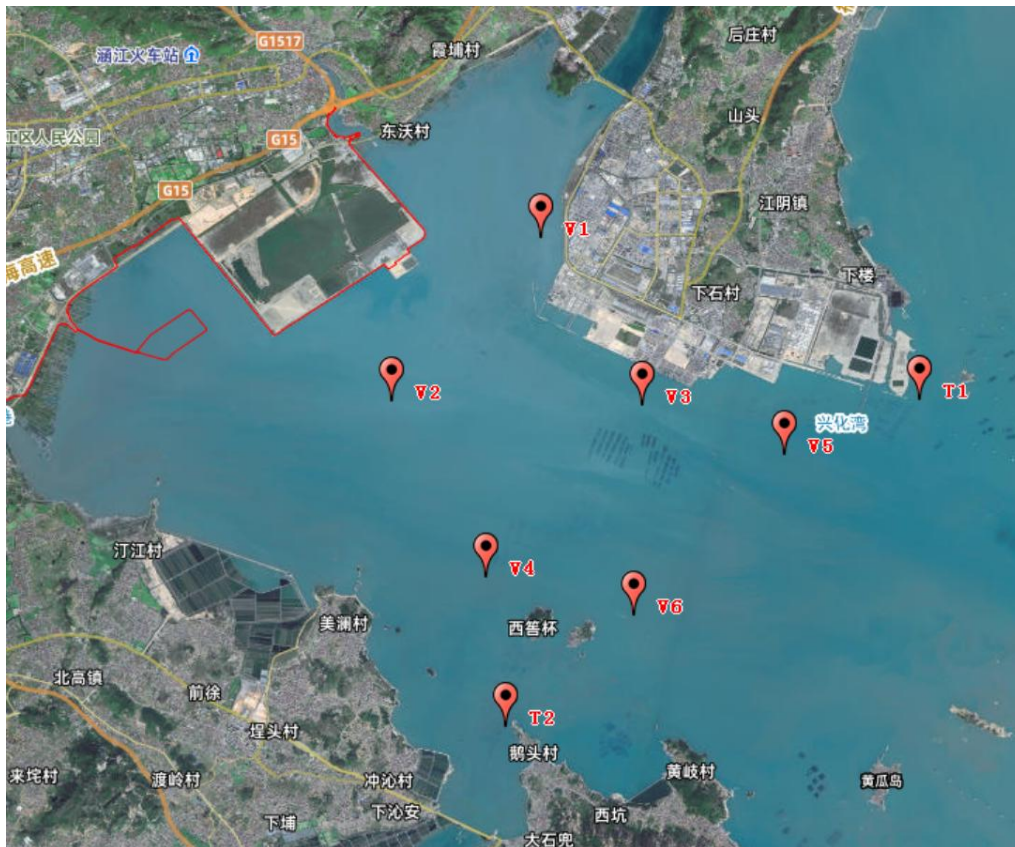 后庄村
G1517
霞埔村
涵江火车站
山头
东沃村
江区人民公园
G15
G15
江阴镇
V1
海高速
下石村
下楼
V2
V3
T1
兴化湾
V5
港
汀江村
V4
V6
美澜村
西筶杯
北高镇
前徐
T2
埕头村
鹅头村
来垞村
渡岭村
冲沁村
黄岐村
黄瓜岛
下埔
下沁安
西坑
大石兜